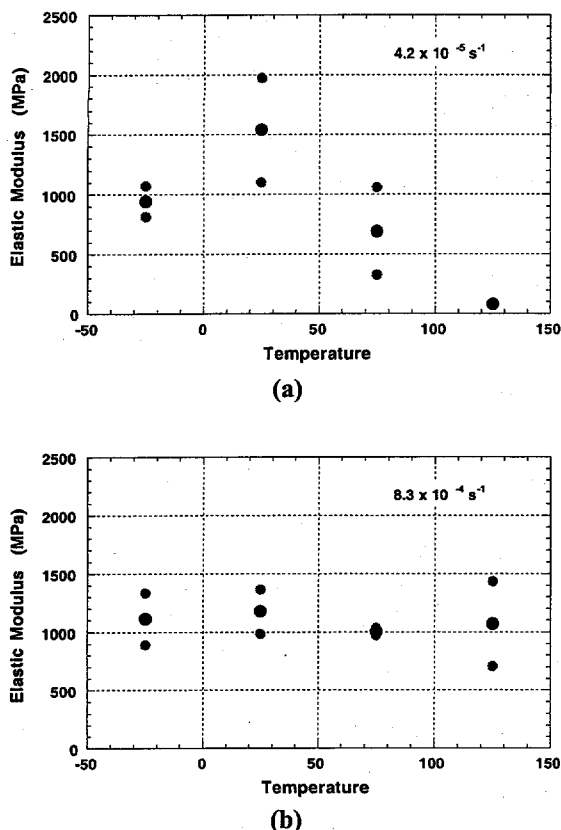 2500
4.2 x 10 -5 s-1
2000
1500
1000
500
0
-50 0 50 100 150
Elastic Modulus (MPa)
Temperature
(a)
2500
8.3 x 10 -4 s-1
2000
1500
1000
500
0
-50 0 50 100 150
Elastic Modulus (MPa)
Temperature
(b)